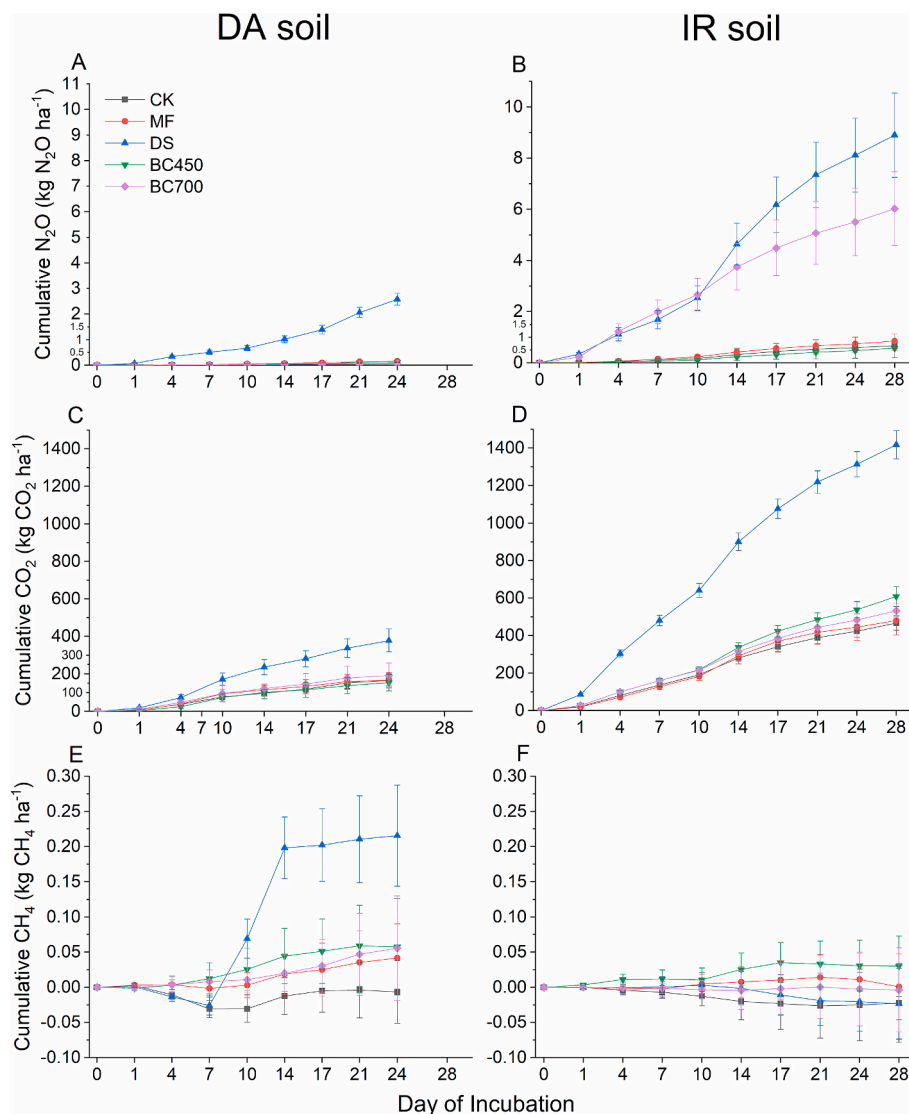 DA soil
IR soil
A
B
Cumulative N₂O (kg N₂O ha⁻¹)
11
10
9
8
7
6
5
4
3
2
1.5
1
0.5
0
CK
MF
DS
BC450
BC700
0 1 4 7 10 14 17 21 24 28
10
8
6
4
2
1.5
1
0.5
0
0 1 4 7 10 14 17 21 24 28
C
D
Cumulative CO₂ (kg CO₂ ha⁻¹)
1400
1200
1000
800
600
400
300
200
100
0
0 1 4 7 10 14 17 21 24 28
1400
1200
1000
800
600
400
200
0
0 1 4 7 10 14 17 21 24 28
E
F
Cumulative CH₄ (kg CH₄ ha⁻¹)
0.30
0.25
0.20
0.15
0.10
0.05
0.00
-0.05
-0.10
0 1 4 7 10 14 17 21 24 28
0.30
0.25
0.20
0.15
0.10
0.05
0.00
-0.05
-0.10
0 1 4 7 10 14 17 21 24 28
Day of Incubation